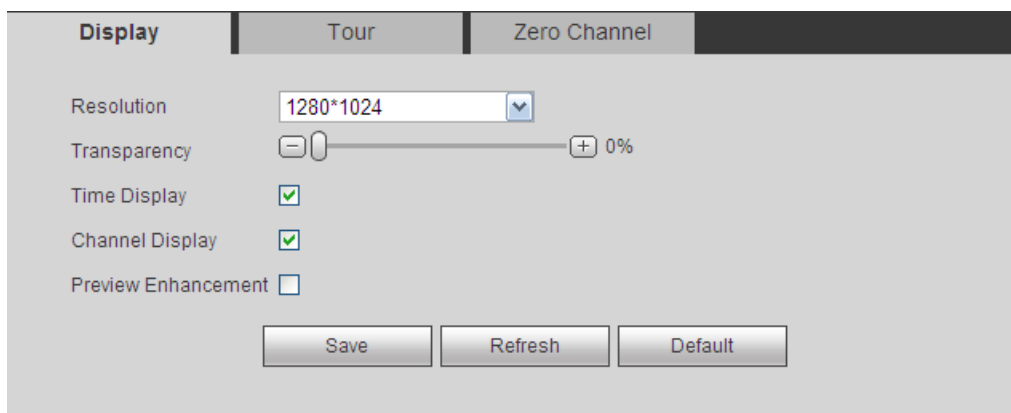 Display Tour Zero Channel
Resolution 1280*1024
Transparency 0%
Time Display
Channel Display
Preview Enhancement
Save Refresh Default